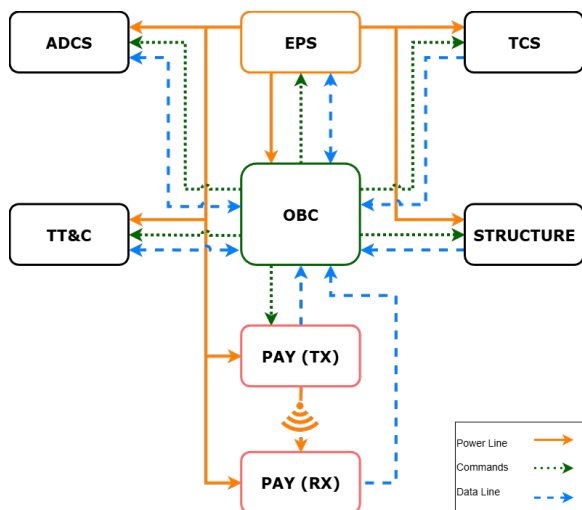 ADCS
EPS
TCS
OBC
TT&C
STRUCTURE
PAY (TX)
PAY (RX)
Power Line
Commands
Data Line